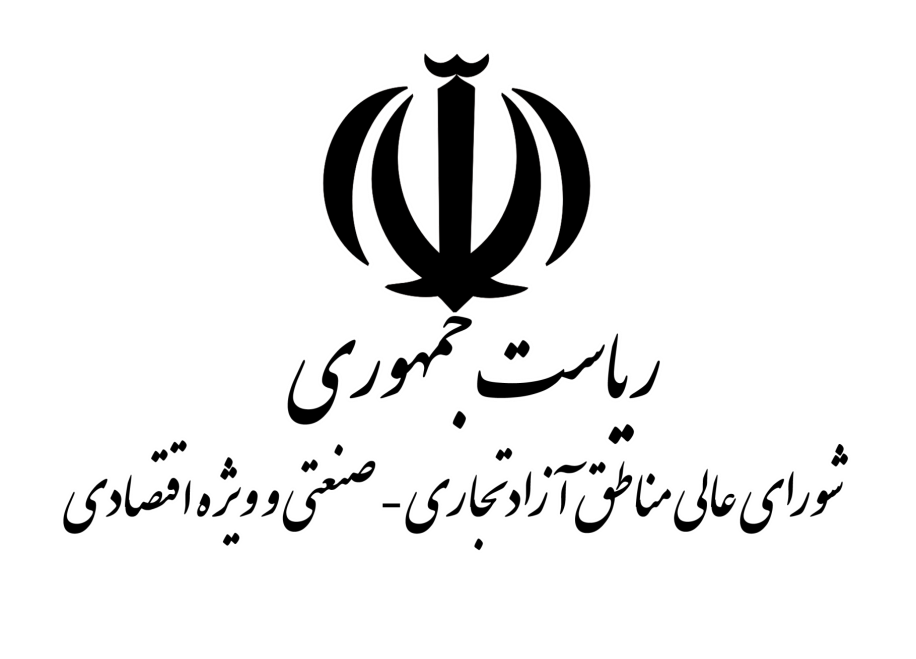 ریاست جمهوری
شورای عالی مناطق آزاد تجاری - صنعتی و ویژه اقتصادی